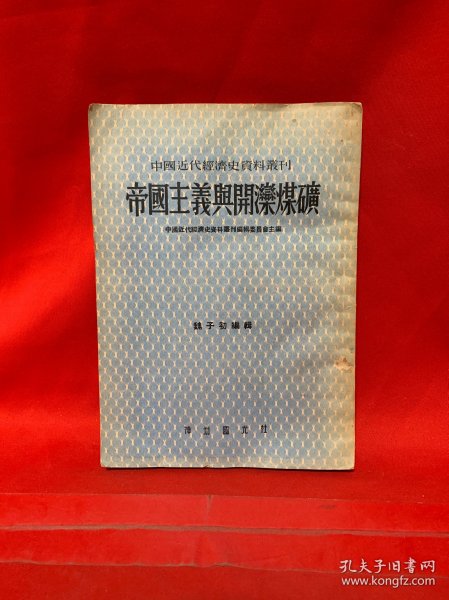 中國近代經濟史資料叢刊
帝國主義與開灤煤礦
中國近代經濟史資料叢刊編輯委員會主編
魏子初編輯
神州國光社
孔夫子旧书网
www.kongfz.com